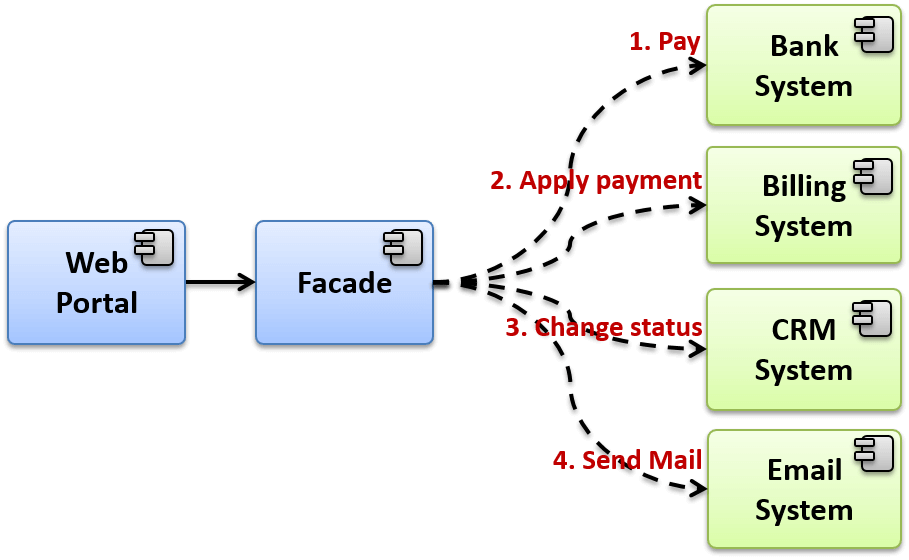 Web
Portal
Facade
1. Pay
Bank
System
2. Apply payment
Billing
System
3. Change status
CRM
System
4. Send Mail
Email
System